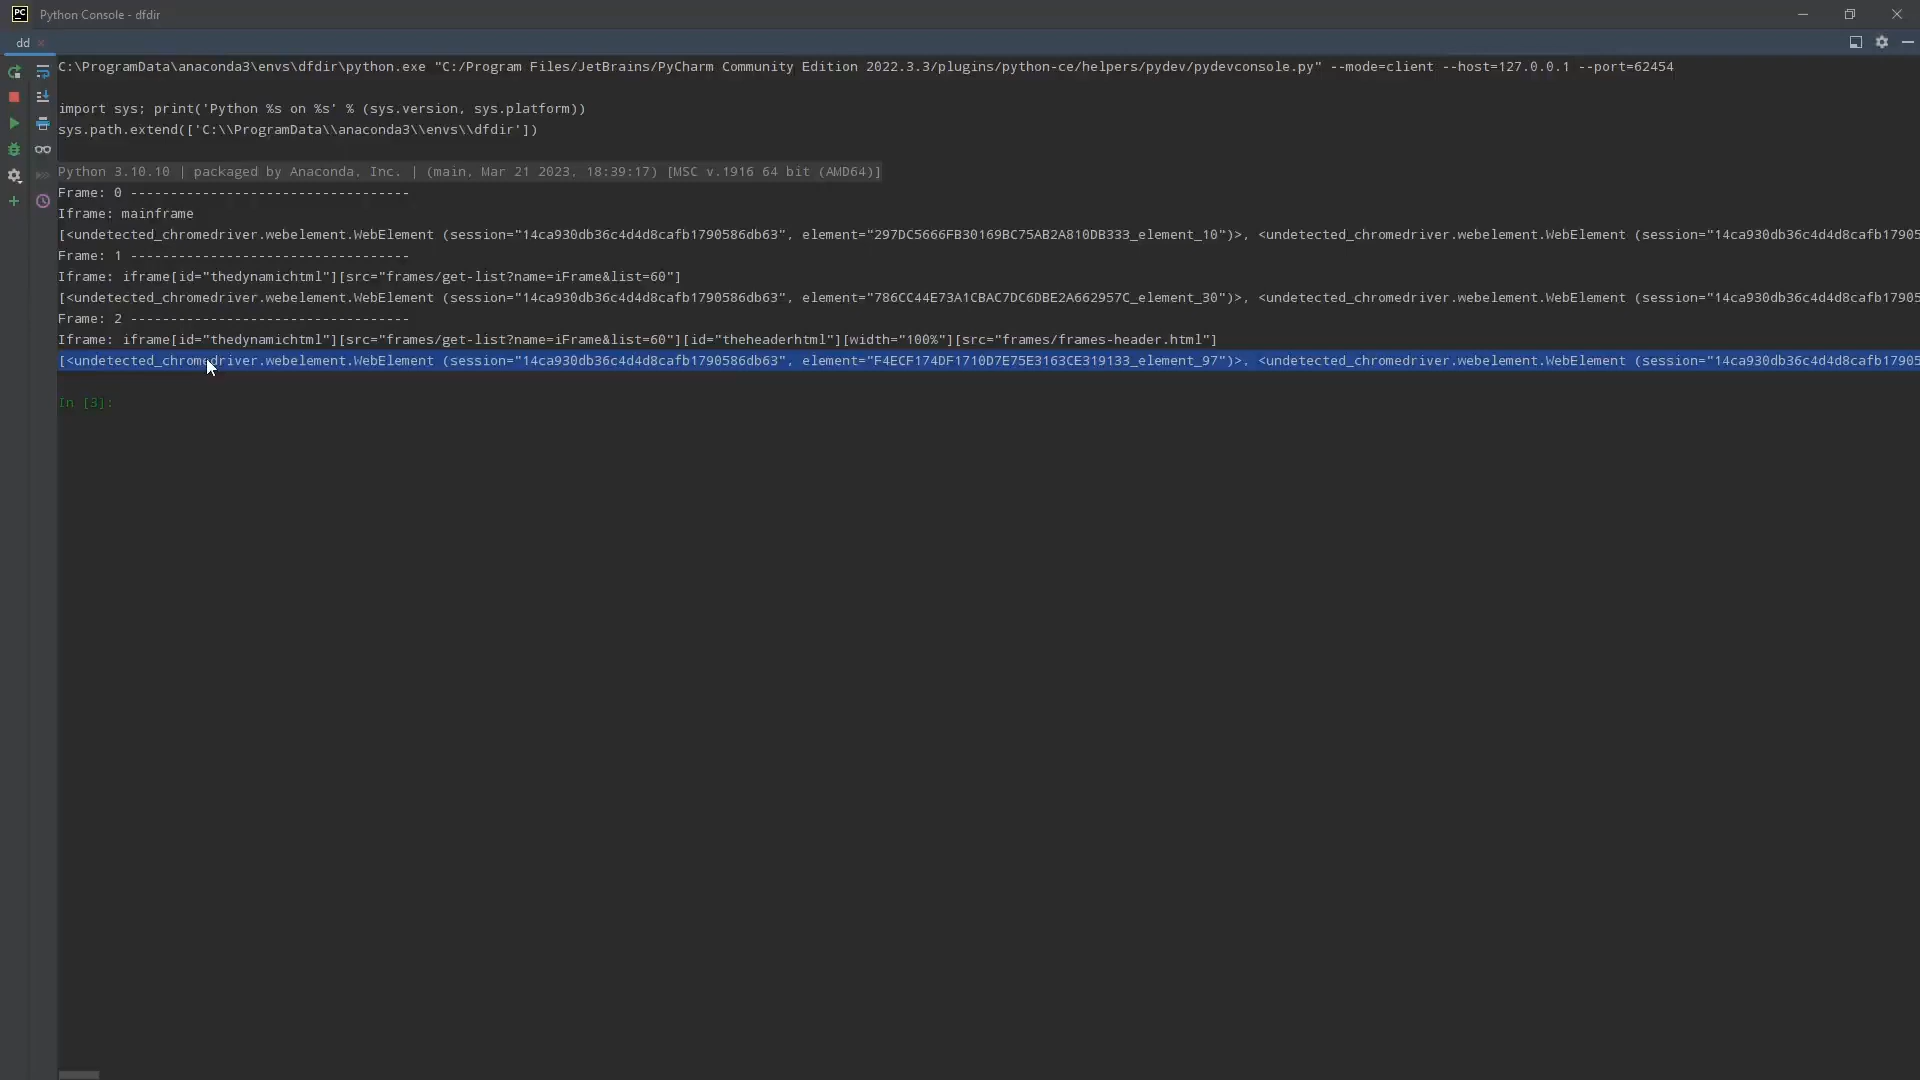 PC Python Console - dfdir
dd
C:\ProgramData\anaconda3\envs\dfdir\python.exe "C:/Program Files/JetBrains/PyCharm Community Edition 2022.3.3/plugins/python-ce/helpers/pydev/pydevconsole.py" --mode=client --host=127.0.0.1 --port=62454
import sys; print('Python %s on %s' % (sys.version, sys.platform))
sys.path.extend(['C:\\ProgramData\\anaconda3\\envs\\dfdir'])
Python 3.10.10 | packaged by Anaconda, Inc. | (main, Mar 21 2023, 18:39:17) [MSC v.1916 64 bit (AMD64)]
Frame: 0 -----------------------------------
Iframe: mainframe
[<undetected_chromedriver.webelement.WebElement (session="14ca930db36c4d4d8cafb1790586db63", element="297DC5666FB30169BC75AB2A810DB333_element_10")>, <undetected_chromedriver.webelement.WebElement (session="14ca930db36c4d4d8cafb17905
Frame: 1 -----------------------------------
Iframe: iframe[id="thedynamichtml"][src="frames/get-list?name=iFrame&list=60"]
[<undetected_chromedriver.webelement.WebElement (session="14ca930db36c4d4d8cafb1790586db63", element="786CC44E73A1CBAC7DC6DBE2A662957C_element_30")>, <undetected_chromedriver.webelement.WebElement (session="14ca930db36c4d4d8cafb17905
Frame: 2 -----------------------------------
Iframe: iframe[id="thedynamichtml"][src="frames/get-list?name=iFrame&list=60"][id="theheaderhtml"][width="100%"][src="frames/frames-header.html"]
[<undetected_chromedriver.webelement.WebElement (session="14ca930db36c4d4d8cafb1790586db63", element="F4ECF174DF1710D7E75E3163CE319133_element_97")>, <undetected_chromedriver.webelement.WebElement (session="14ca930db36c4d4d8cafb17905
In [3]: